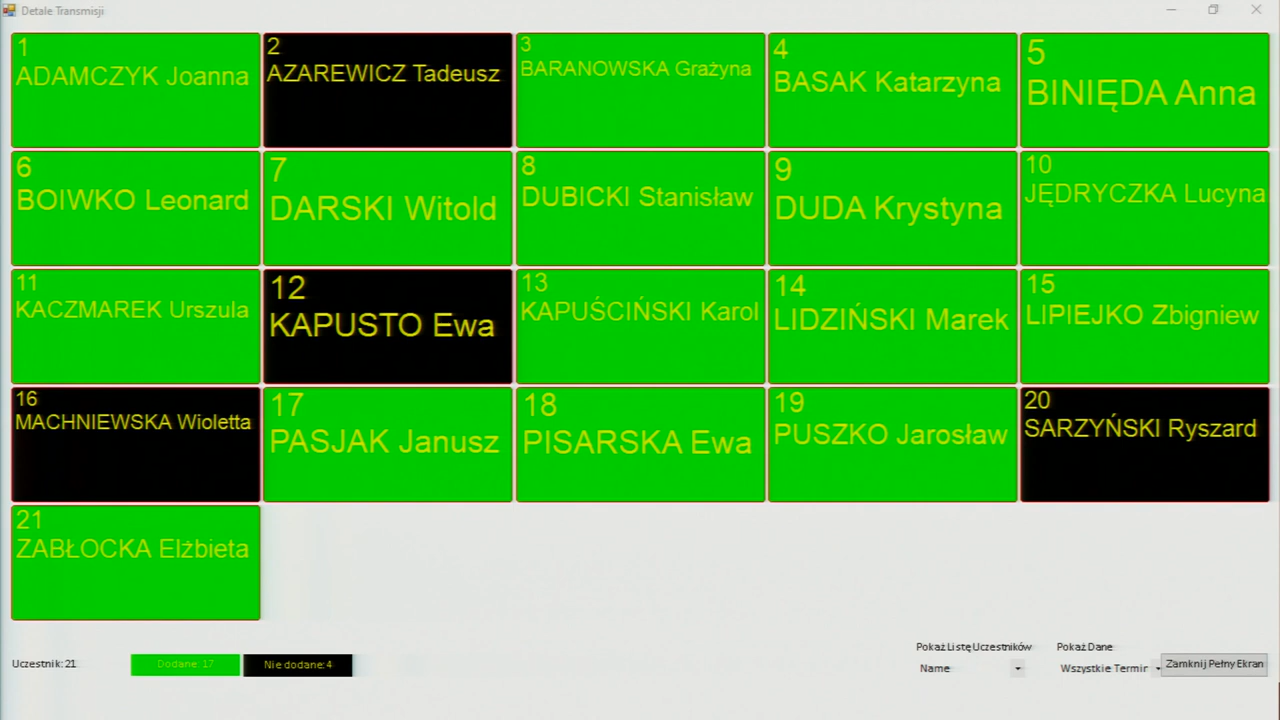 Detale Transmisji
1
ADAMCZYK Joanna
2
AZAREWICZ Tadeusz
3
BARANOWSKA Grażyna
4
BASAK Katarzyna
5
BINIĘDA Anna
6
BOIWKO Leonard
7
DARSKI Witold
8
DUBICKI Stanisław
9
DUDA Krystyna
10
JĘDRYCZKA Lucyna
11
KACZMAREK Urszula
12
KAPUSTO Ewa
13
KAPUŚCIŃSKI Karol
14
LIDZIŃSKI Marek
15
LIPIEJKO Zbigniew
16
MACHNIEWSKA Wioletta
17
PASJAK Janusz
18
PISARSKA Ewa
19
PUSZKO Jarosław
20
SARZYŃSKI Ryszard
21
ZABŁOCKA Elżbieta
Uczestnik: 21
Dodane: 17
Nie dodane: 4
Pokaż Listę Uczestników
Name
Pokaż Dane
Wszystkie Termir
Zamknij Pełny Ekran